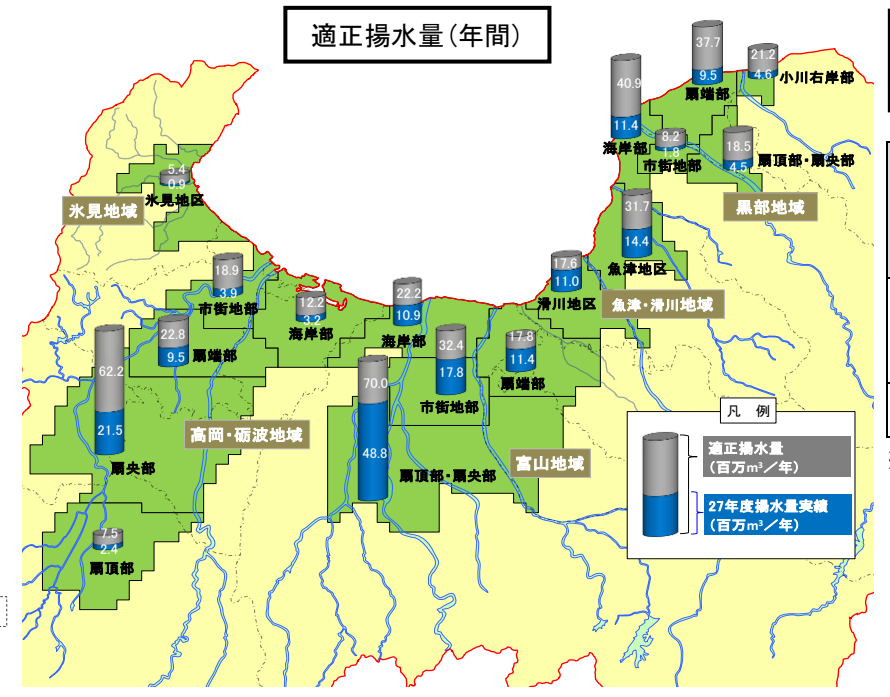 適正揚水量(年間)
37.7
9.5
扇端部
21.2
4.6
小川右岸部
40.9
11.4
海岸部
8.2
1.8
市街地部
18.5
4.5
扇頂部・扇央部
黒部地域
5.4
0.9
氷見地区
氷見地域
31.7
14.4
魚津地区
17.6
11.0
滑川地区
魚津・滑川地域
18.9
3.9
市街地部
12.2
3.2
海岸部
22.2
10.9
海岸部
22.8
9.5
扇端部
32.4
17.8
市街地部
17.8
11.4
扇端部
62.2
21.5
扇央部
高岡・砺波地域
70.0
48.8
扇頂部・扇央部
富山地域
7.5
2.4
扇頂部
凡 例
適正揚水量
(百万m³/年)
27年度揚水量実績
(百万m³/年)